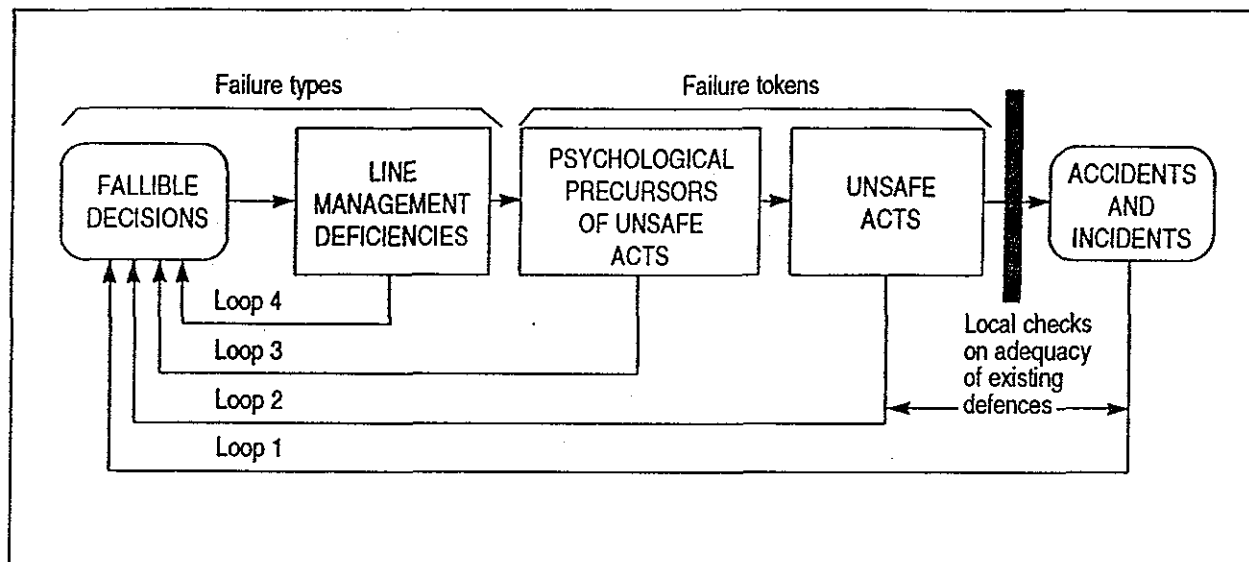 Failure types
Failure tokens
FALLIBLE
DECISIONS
LINE
MANAGEMENT
DEFICIENCIES
PSYCHOLOGICAL
PRECURSORS
OF UNSAFE
ACTS
UNSAFE
ACTS
ACCIDENTS
AND
INCIDENTS
Loop 4
Loop 3
Loop 2
Loop 1
Local checks
on adequacy
of existing
defences